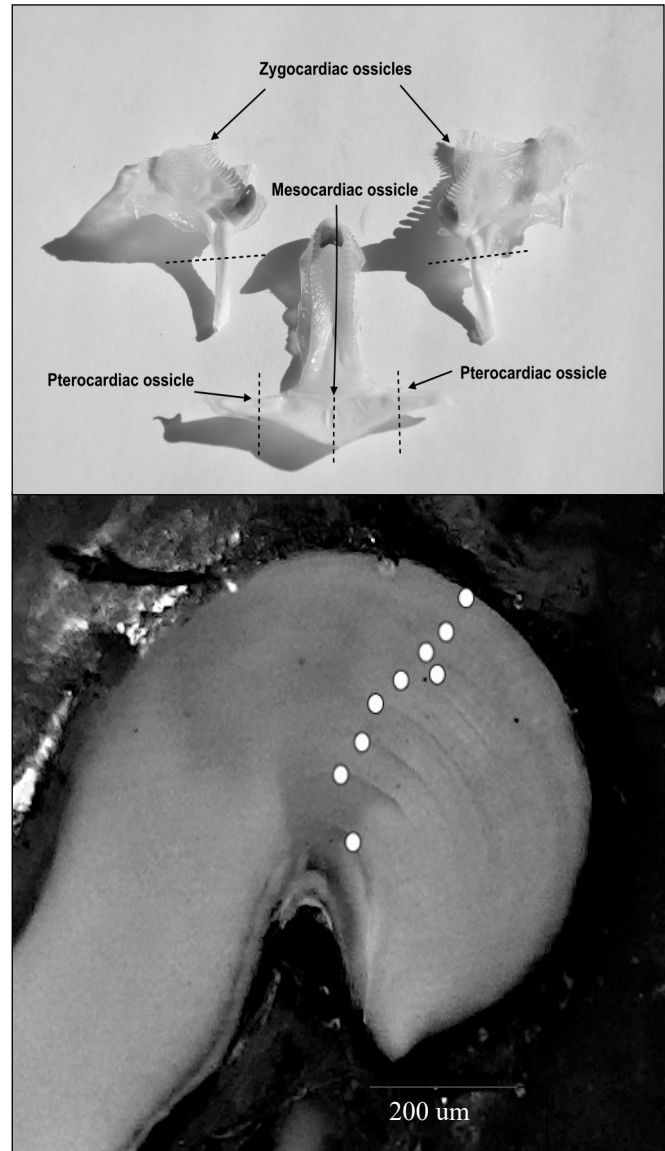 Zygocardiac ossicles
Mesocardiac ossicle
Pterocardiac ossicle
Pterocardiac ossicle
200 um